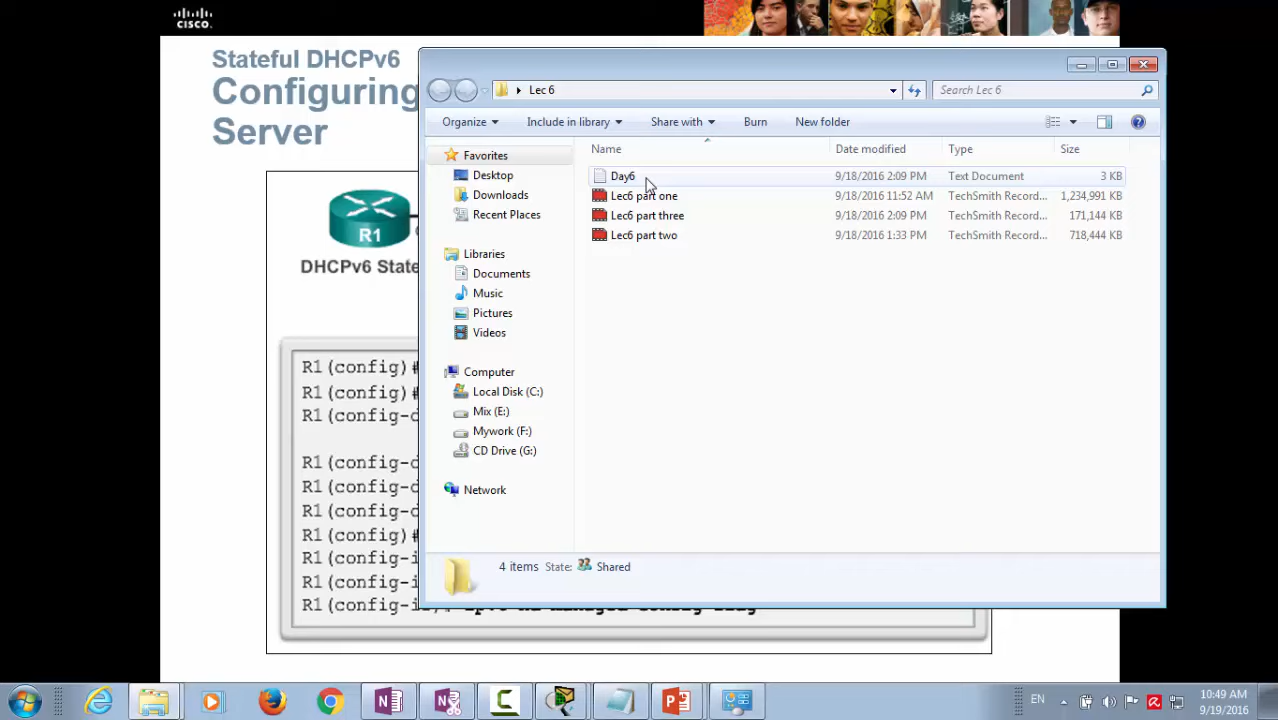 CISCO
Stateful DHCPv6
Configuring
Server
R1
DHCPv6 State
R1(config)#
R1(config)#
R1(config-d
R1(config-d
R1(config-d
R1(config-d
R1(config)#
R1(config-i
R1(config-i
R1(config-i
Lec 6
Search Lec 6
Organize
Include in library
Share with
Burn
New folder
Name
Date modified
Type
Size
Favorites
Desktop
Downloads
Recent Places
Libraries
Documents
Music
Pictures
Videos
Computer
Local Disk (C:)
Mix (E:)
Mywork (F:)
CD Drive (G:)
Network
Day6 9/18/2016 2:09 PM Text Document 3 KB
Lec6 part one 9/18/2016 11:52 AM TechSmith Record... 1,234,991 KB
Lec6 part three 9/18/2016 2:09 PM TechSmith Record... 171,144 KB
Lec6 part two 9/18/2016 1:33 PM TechSmith Record... 718,444 KB
4 items State: Shared
EN
10:49 AM
9/19/2016